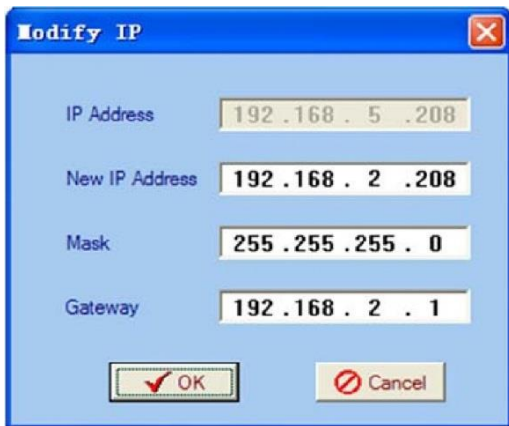 Modify IP
IP Address 192 .168 . 5 .208
New IP Address 192 .168 . 2 .208
Mask 255 .255 .255 . 0
Gateway 192 .168 . 2 . 1
OK Cancel